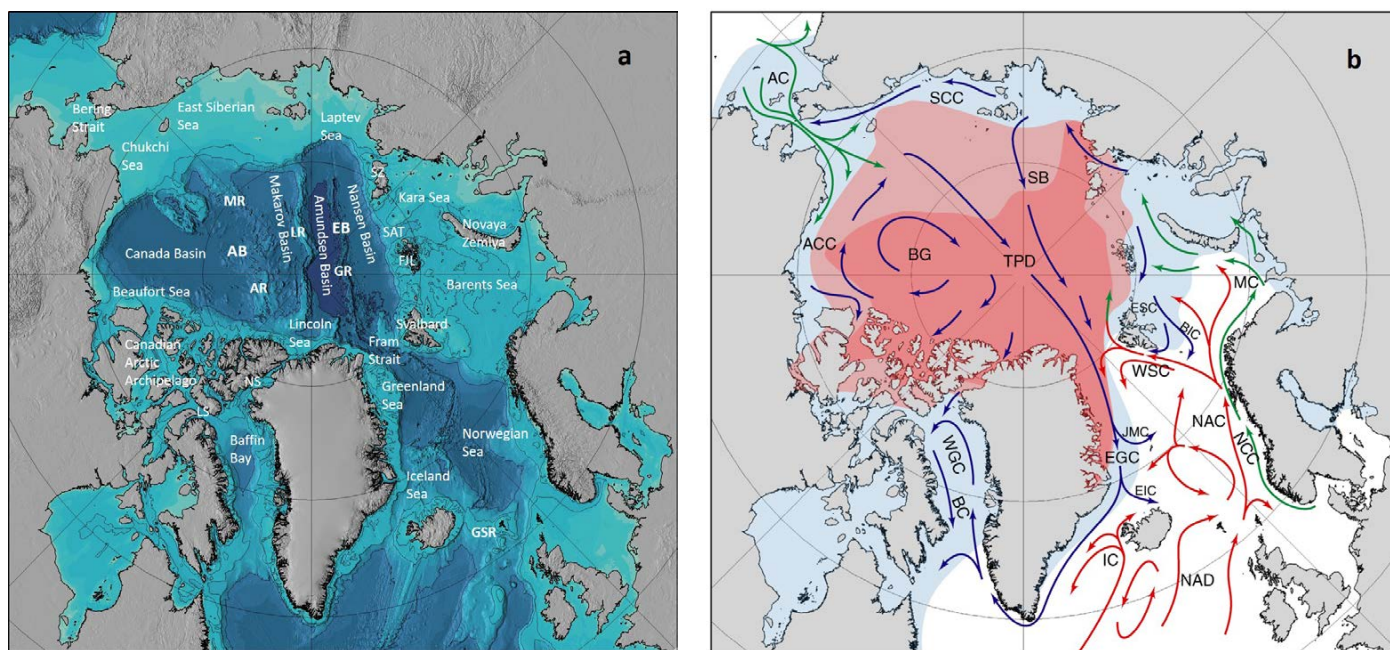 a
Bering
Strait
East Siberian
Sea
Laptev
Sea
Chukchi
Sea
SZ
Kara Sea
MR
Makarov Basin
LR
Amundsen Basin
EB
Nansen Basin
SAT
Novaya
Zemlya
Canada Basin
AB
GR
FJL
Beaufort Sea
AR
Barents Sea
Lincoln
Sea
Svalbard
Fram
Strait
Canadian
Arctic
Archipelago
NS
Greenland
Sea
LS
Baffin
Bay
Norwegian
Sea
Iceland
Sea
GSR
b
AC
SCC
SB
ACC
BG
TPD
MC
ESC
BIC
WSC
NAC
JMC
NCC
WGC
EGC
BC
EIC
IC
NAD